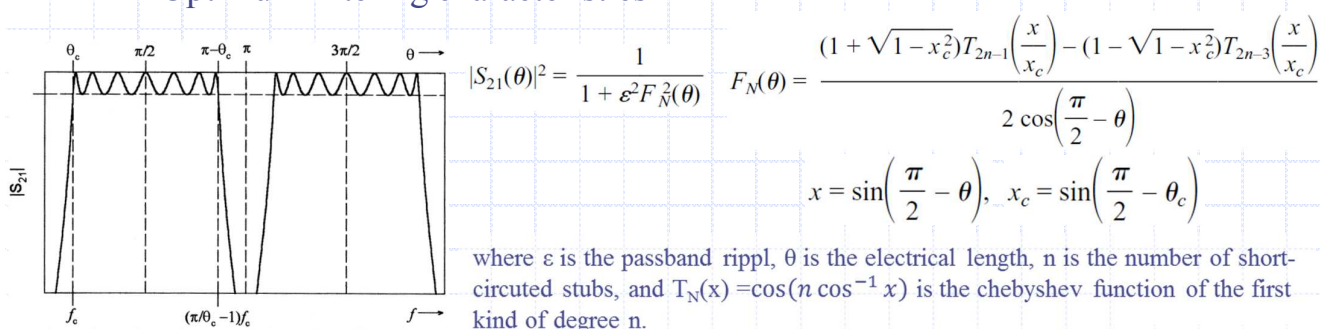 θc π/2 π–θc π 3π/2 θ
|S21|
fc (π/θc –1)fc f
|S21(θ)|² = 1 / (1 + ε²F²N(θ))
FN(θ) = ((1 + √(1 – xc²))T2n–1(x/xc) – (1 – √(1 – xc²))T2n–3(x/xc)) / (2 cos(π/2 – θ))
x = sin(π/2 – θ), xc = sin(π/2 – θc)
where ε is the passband rippl, θ is the electrical length, n is the number of short-
circuted stubs, and TN(x) =cos(n cos⁻¹ x) is the chebyshev function of the first
kind of degree n.